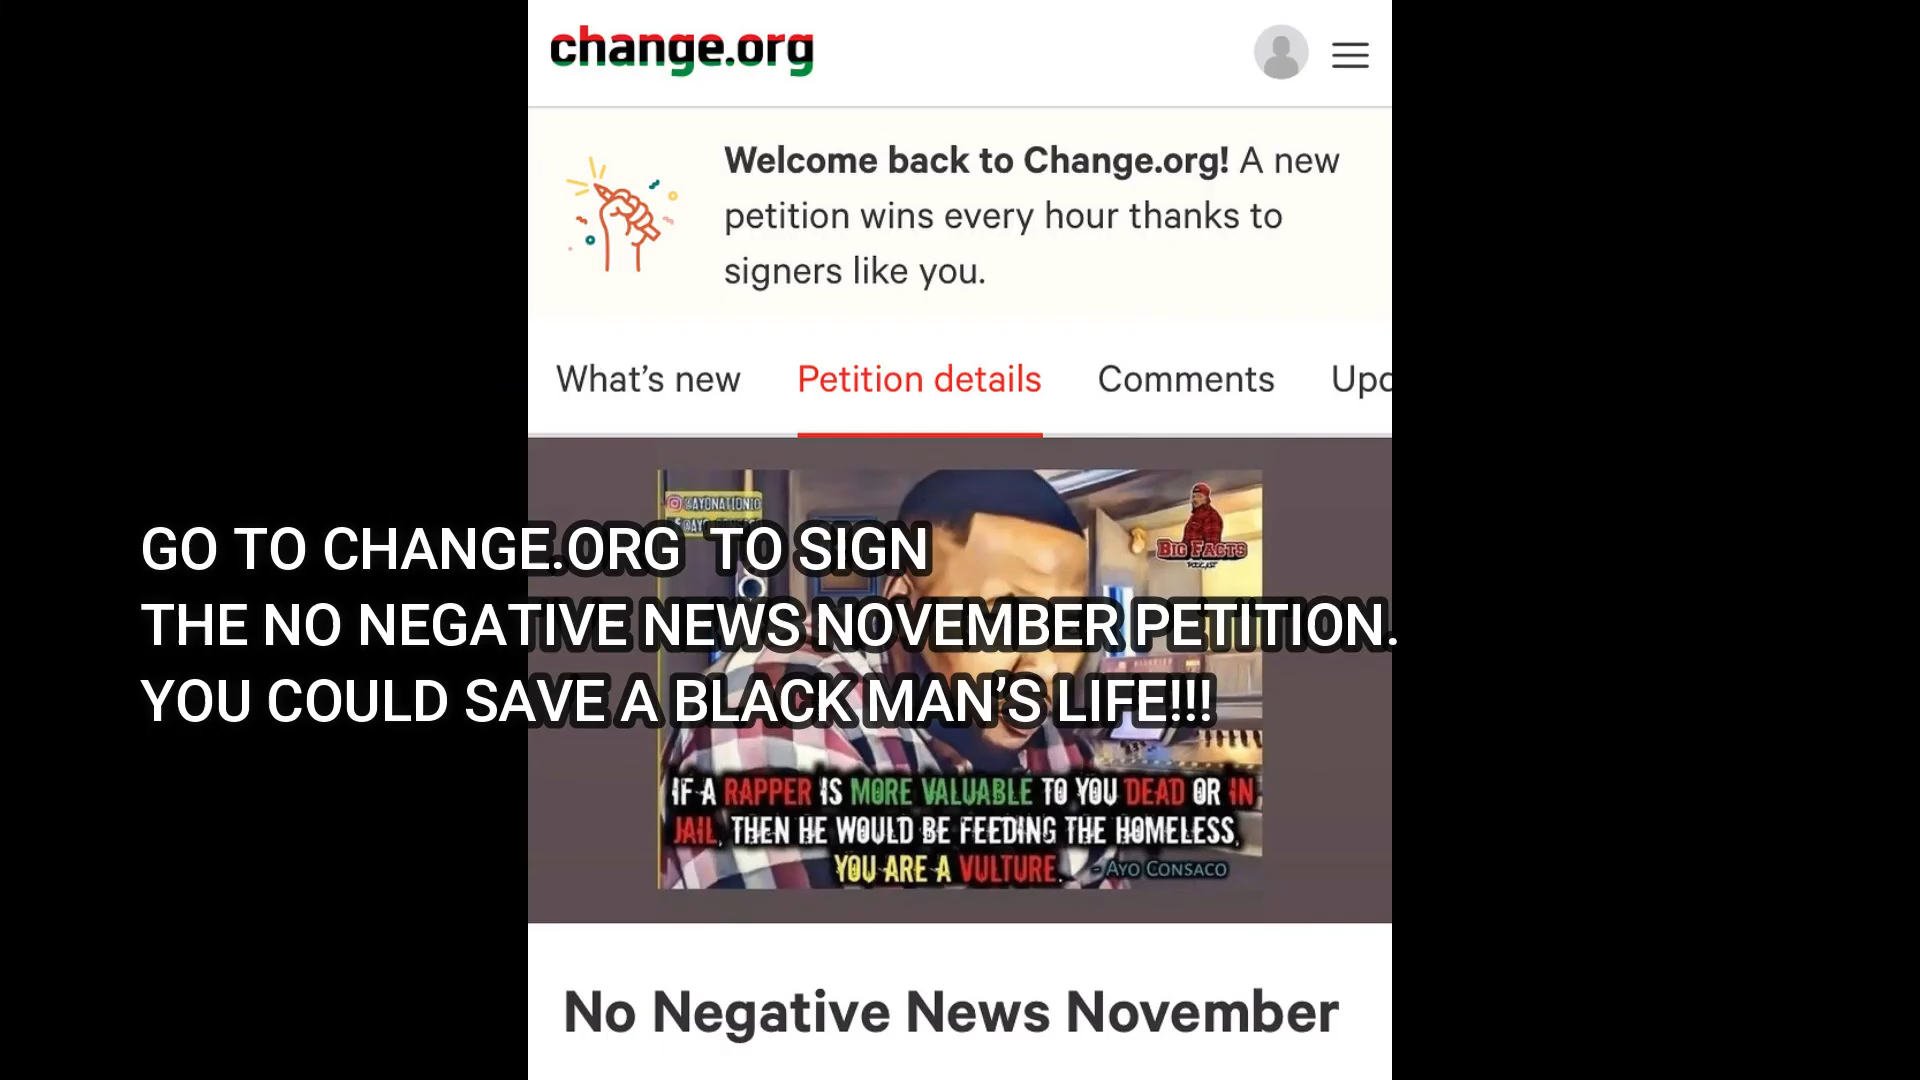 change.org
Welcome back to Change.org! A new
petition wins every hour thanks to
signers like you.
What's new Petition details Comments
@AYONATION10
BIG FACTS
PODCAST
GO TO CHANGE.ORG TO SIGN
THE NO NEGATIVE NEWS NOVEMBER PETITION.
YOU COULD SAVE A BLACK MAN'S LIFE!!!
IF A RAPPER IS MORE VALUABLE TO YOU DEAD OR IN
JAIL, THEN HE WOULD BE FEEDING THE HOMELESS,
YOU ARE A VULTURE. - AYO CONSACO
No Negative News November